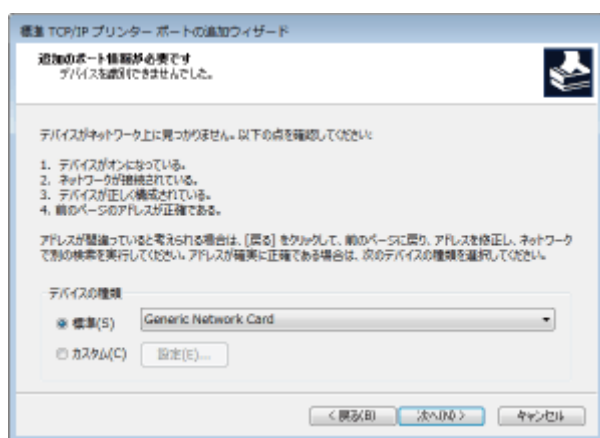 標準 TCP/IP プリンター ポートの追加ウィザード
追加のポート情報が必要です
デバイスを識別できませんでした。
デバイスがネットワーク上に見つかりません。以下の点を確認してください:
1. デバイスがオンになっている。
2. ネットワークが接続されている。
3. デバイスが正しく構成されている。
4. 前のページのアドレスが正確である。
アドレスが間違っていると考えられる場合は、[戻る] をクリックして、前のページに戻り、アドレスを修正し、ネットワーク
で別の検索を実行してください。アドレスが確実に正確である場合は、次のデバイスの種類を選択してください。
デバイスの種類
標準(S)
Generic Network Card
カスタム(C)
設定(E)...
< 戻る(B)
次へ(N) >
キャンセル